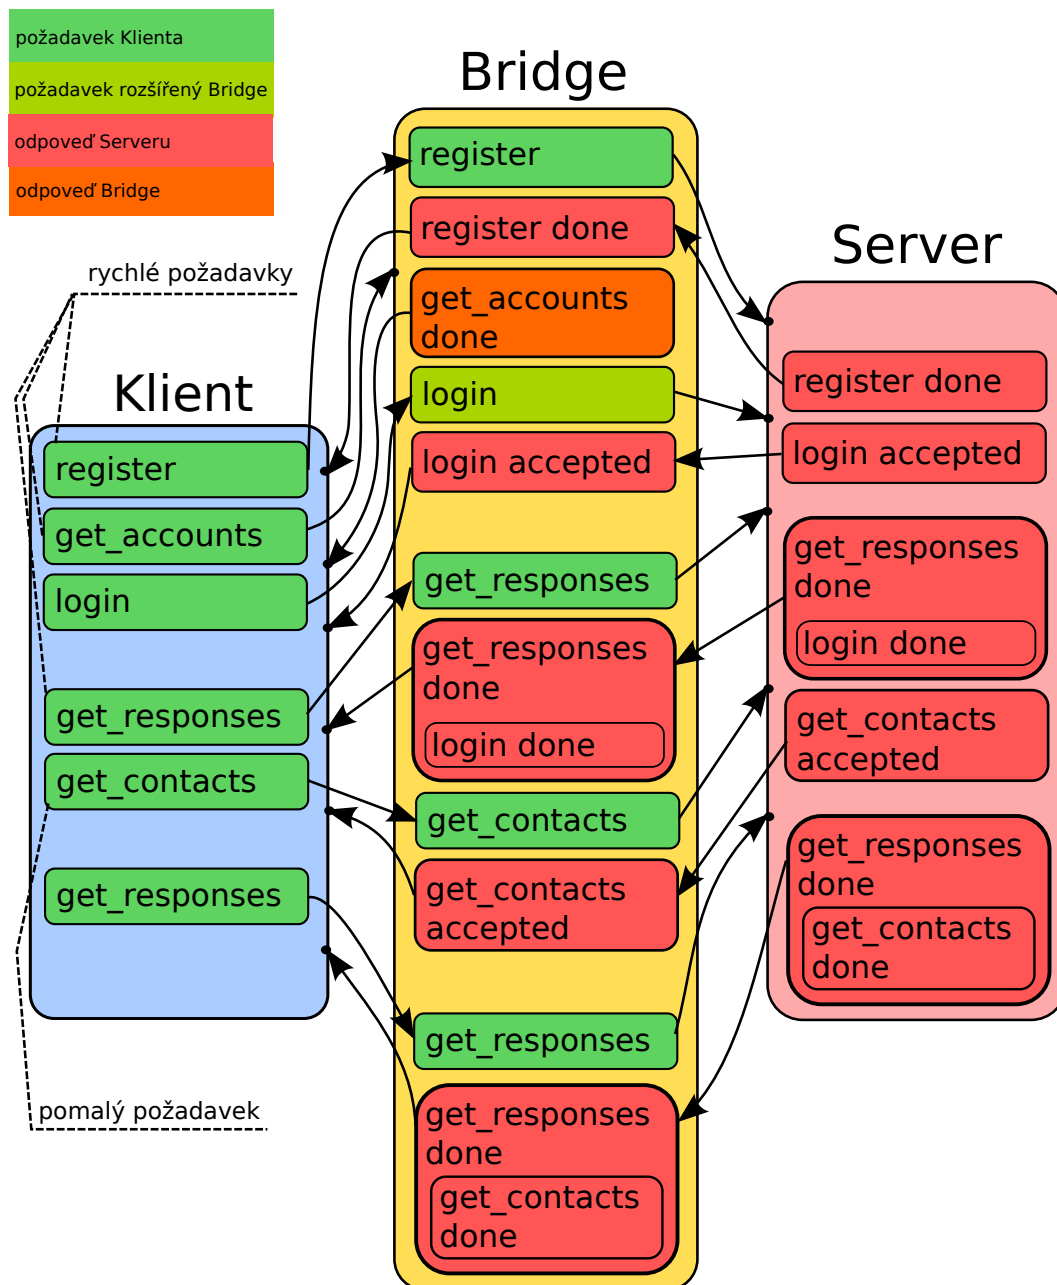 požadavek Klienta
požadavek rozšířený Bridge
odpoveď Serveru
odpoveď Bridge
rychlé požadavky
Klient
register
get_accounts
login
get_responses
get_contacts
get_responses
pomalý požadavek
Bridge
register
register done
get_accounts
done
login
login accepted
get_responses
get_responses
done
login done
get_contacts
get_contacts
accepted
get_responses
get_responses
done
get_contacts
done
Server
register done
login accepted
get_responses
done
login done
get_contacts
accepted
get_responses
done
get_contacts
done